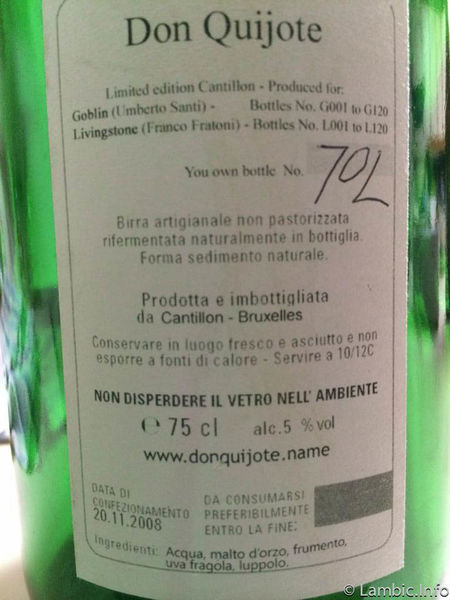 Don Quijote
Limited edition Cantillon - Produced for:
Goblin (Umberto Santi) - Bottles No. G001 to G120
Livingstone (Franco Fratoni) - Bottles No. L001 to L120
You own bottle No. 70L
Birra artigianale non pastorizzata
rifermentata naturalmente in bottiglia.
Forma sedimento naturale.
Prodotta e imbottigliata
da Cantillon - Bruxelles
Conservare in luogo fresco e asciutto e non
esporre a fonti di calore - Servire a 10/12C
NON DISPERDERE IL VETRO NELL' AMBIENTE
℮ 75 cl alc.5 % vol
www.donquijote.name
DATA DI
CONFEZIONAMENTO
20.11.2008
DA CONSUMARSI
PREFERIBILMENTE
ENTRO LA FINE:
Ingredienti: Acqua, malto d'orzo, frumento,
uva fragola, luppolo.
© Lambic.Info